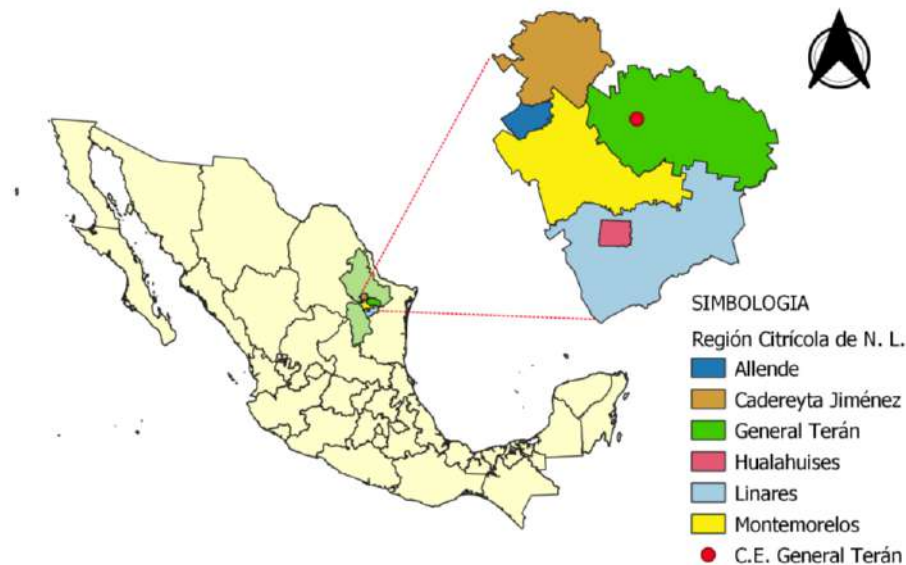 SIMBOLOGIA
Región Citrícola de N. L.
Allende
Cadereyta Jiménez
General Terán
Hualahuises
Linares
Montemorelos
C.E. General Terán